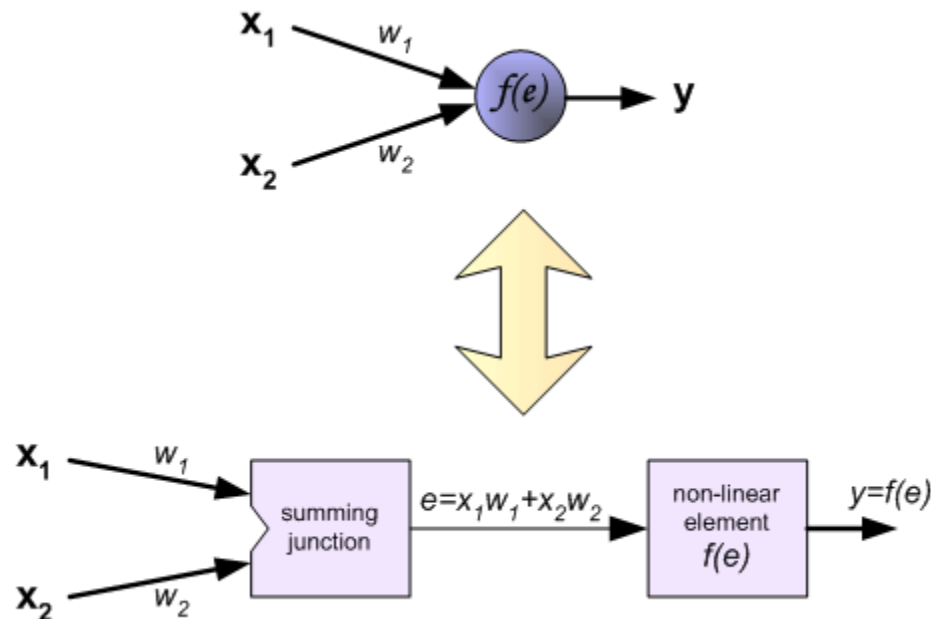 x₁
w₁
f(e)
y
w₂
x₂
x₁
w₁
summing
junction
e=x₁w₁+x₂w₂
non-linear
element
f(e)
y=f(e)
w₂
x₂